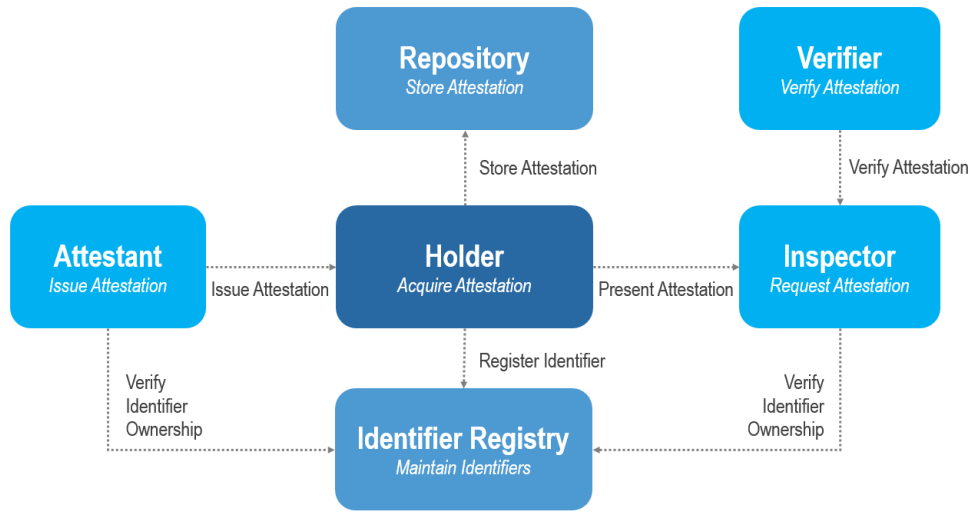 Repository
Store Attestation
Verifier
Verify Attestation
Store Attestation
Verify Attestation
Attestant
Issue Attestation
Issue Attestation
Holder
Acquire Attestation
Present Attestation
Inspector
Request Attestation
Register Identifier
Verify
Identifier
Ownership
Verify
Identifier
Ownership
Identifier Registry
Maintain Identifiers